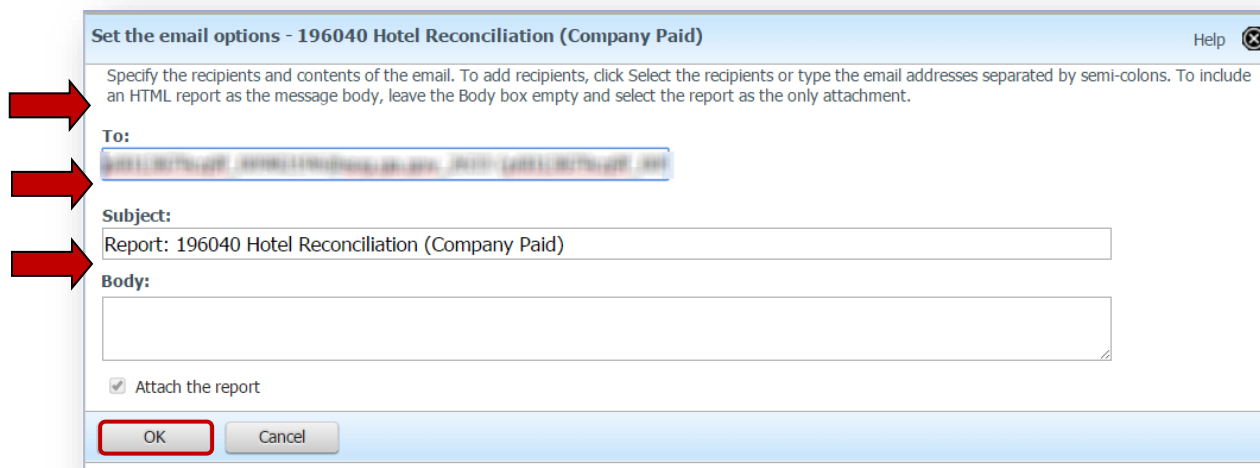 Set the email options - 196040 Hotel Reconciliation (Company Paid)
Help
Specify the recipients and contents of the email. To add recipients, click Select the recipients or type the email addresses separated by semi-colons. To include
an HTML report as the message body, leave the Body box empty and select the report as the only attachment.
To:
Subject:
Report: 196040 Hotel Reconciliation (Company Paid)
Body:
Attach the report
OK Cancel